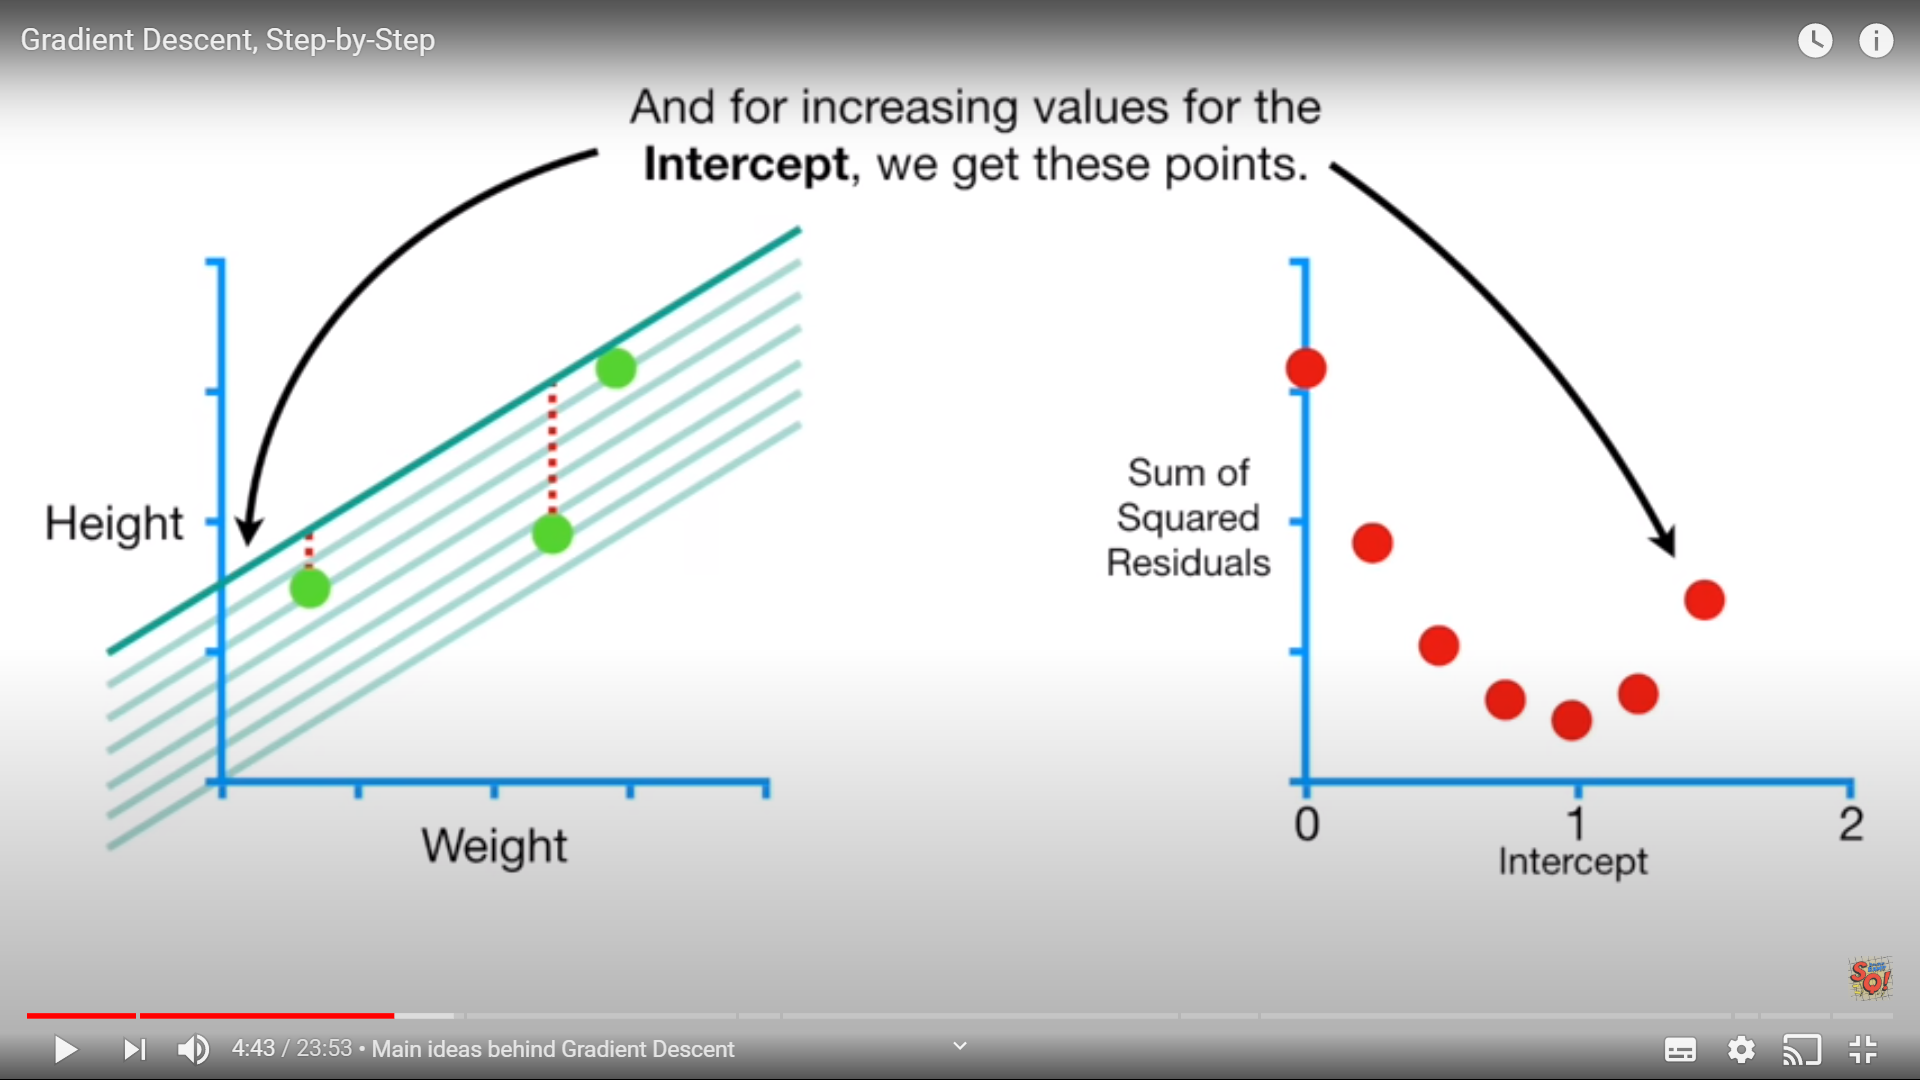 Gradient Descent, Step-by-Step
And for increasing values for the
Intercept, we get these points.
Height
Weight
Sum of
Squared
Residuals
0
1
2
Intercept
SQ!
4:43 / 23:53 • Main ideas behind Gradient Descent